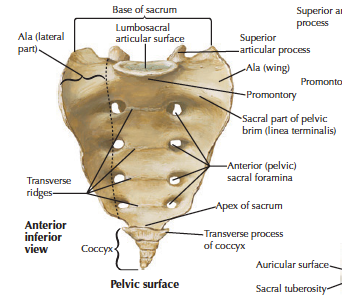 Base of sacrum
Lumbosacral
articular surface
Ala (lateral
part)
Superior
articular process
Ala (wing)
Promontory
Sacral part of pelvic
brim (linea terminalis)
Anterior (pelvic)
sacral foramina
Transverse
ridges
Apex of sacrum
Anterior
inferior
view
Coccyx
Transverse process
of coccyx
Pelvic surface
Superior a
process
Promonto
Auricular surface
Sacral tuberosity